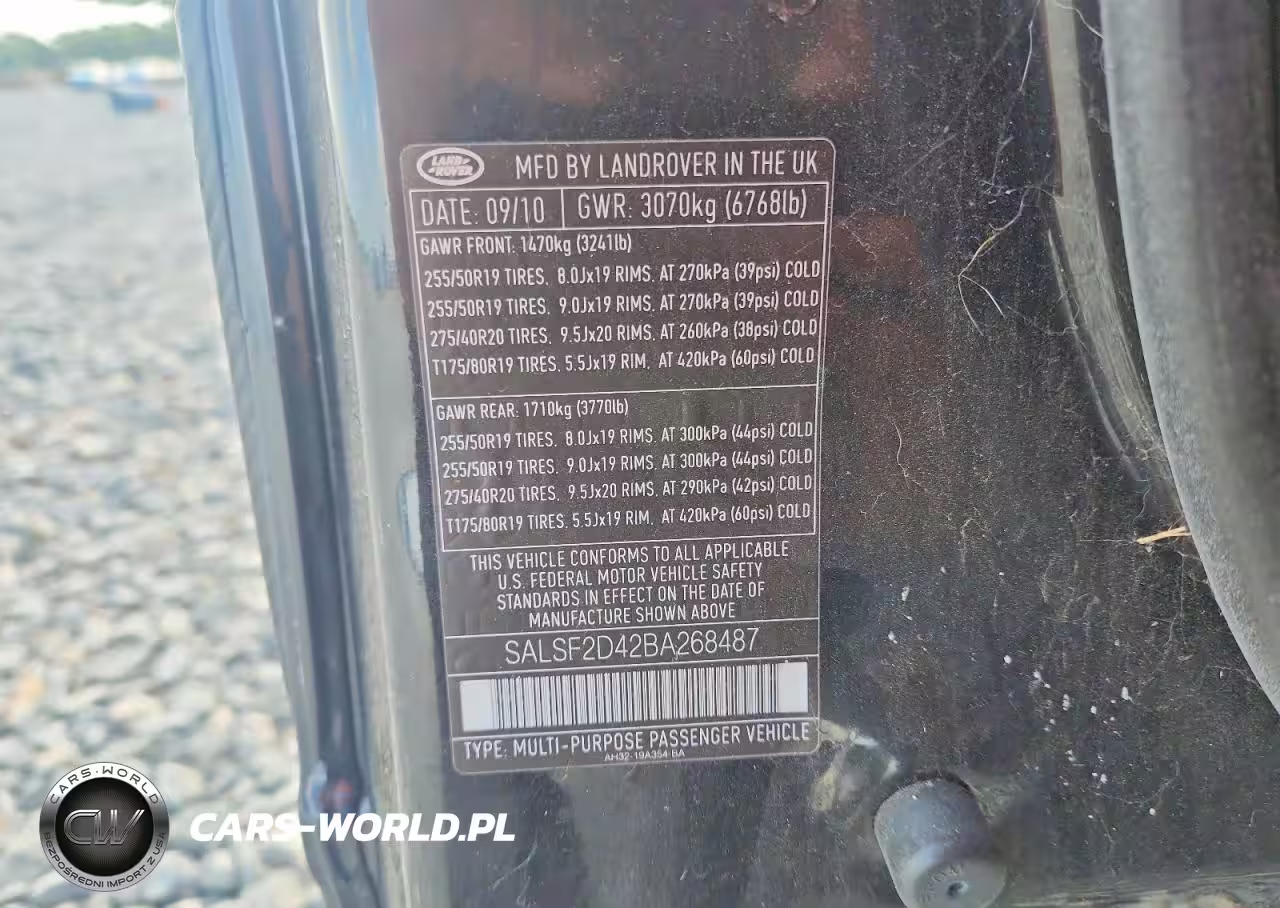 LAND ROVER MFD BY LANDROVER IN THE UK
DATE: 09/10 GWR: 3070kg (6768lb)
GAWR FRONT: 1470kg (3241lb)
255/50R19 TIRES, 8.0Jx19 RIMS, AT 270kPa (39psi) COLD
255/50R19 TIRES, 9.0Jx19 RIMS, AT 270kPa (39psi) COLD
275/40R20 TIRES, 9.5Jx20 RIMS, AT 260kPa (38psi) COLD
T175/80R19 TIRES, 5.5Jx19 RIM, AT 420kPa (60psi) COLD
GAWR REAR: 1710kg (3770lb)
255/50R19 TIRES, 8.0Jx19 RIMS, AT 300kPa (44psi) COLD
255/50R19 TIRES, 9.0Jx19 RIMS, AT 300kPa (44psi) COLD
275/40R20 TIRES, 9.5Jx20 RIMS, AT 290kPa (42psi) COLD
T175/80R19 TIRES, 5.5Jx19 RIM, AT 420kPa (60psi) COLD
THIS VEHICLE CONFORMS TO ALL APPLICABLE
U.S. FEDERAL MOTOR VEHICLE SAFETY
STANDARDS IN EFFECT ON THE DATE OF
MANUFACTURE SHOWN ABOVE
SALSF2D42BA268487
TYPE: MULTI-PURPOSE PASSENGER VEHICLE
AH32-19A354-BA
CARS-WORLD
CW
BEZPOŚREDNI IMPORT Z USA
CARS-WORLD.PL